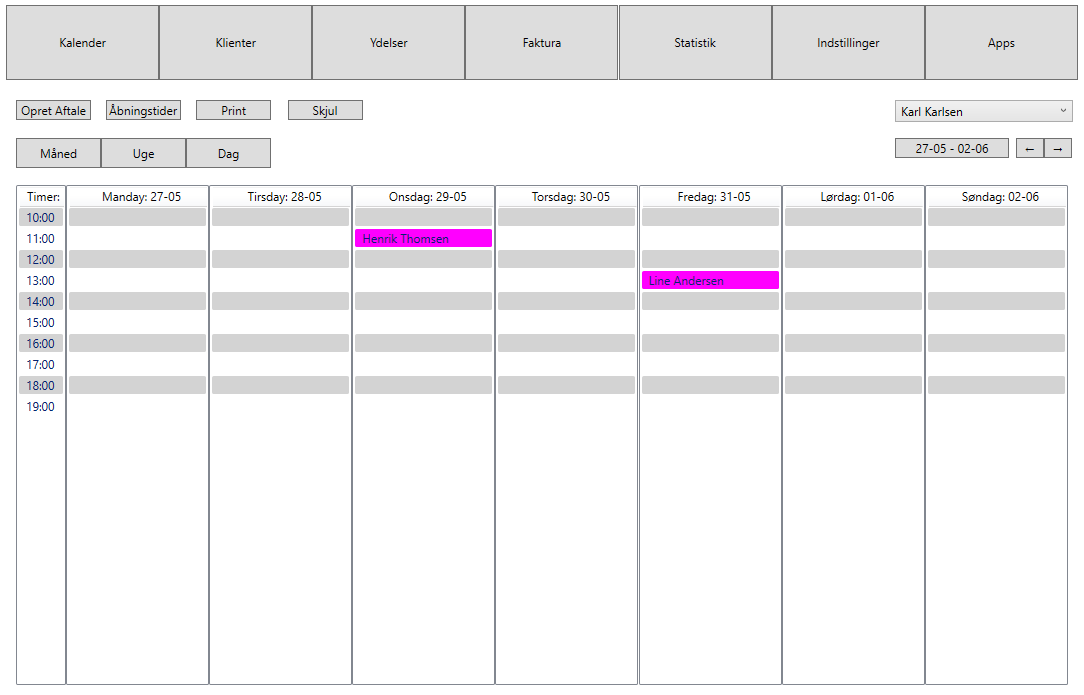 Kalender Klienter Ydelser Faktura Statistik Indstillinger Apps
Opret Aftale Åbningstider Print Skjul Karl Karlsen
Måned Uge Dag 27-05 - 02-06 ← →
Timer: Manday: 27-05 Tirsdag: 28-05 Onsdag: 29-05 Torsdag: 30-05 Fredag: 31-05 Lørdag: 01-06 Søndag: 02-06
10:00
11:00 Henrik Thomsen
12:00
13:00 Line Andersen
14:00
15:00
16:00
17:00
18:00
19:00